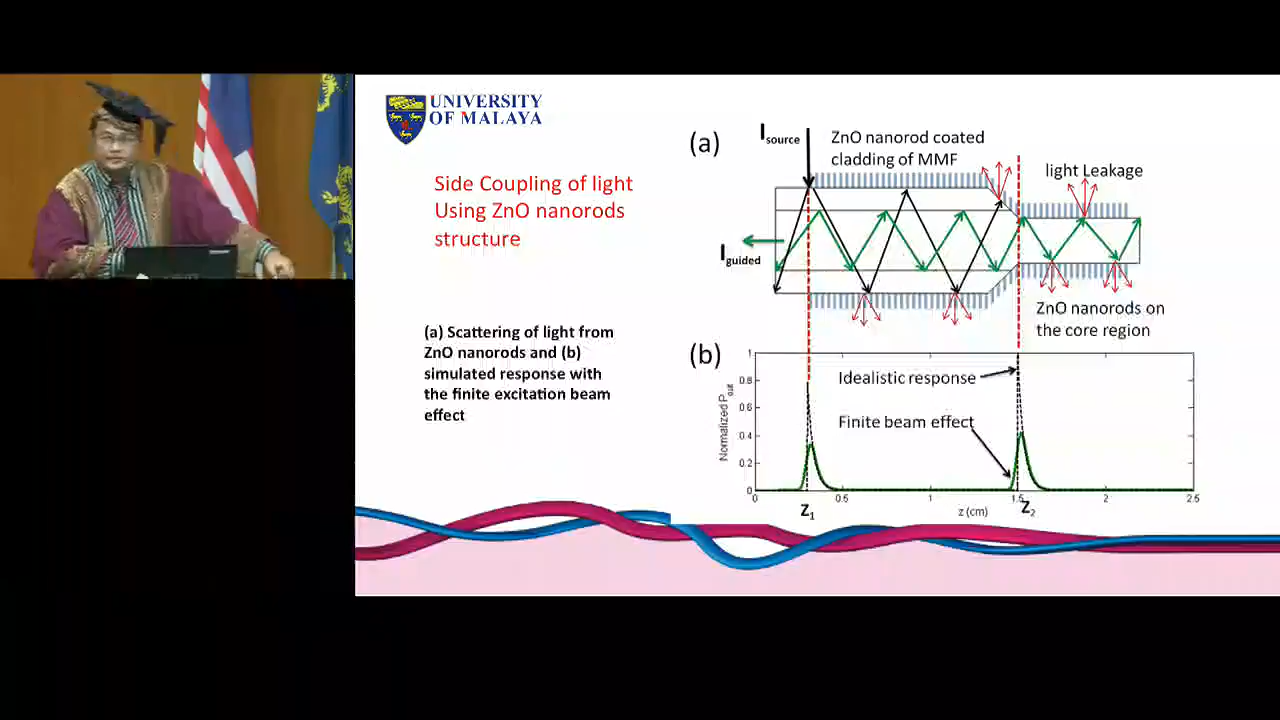 UNIVERSITY
OF MALAYA
Side Coupling of light
Using ZnO nanorods
structure
(a) Scattering of light from
ZnO nanorods and (b)
simulated response with
the finite excitation beam
effect
(a)
I source
ZnO nanorod coated
cladding of MMF
light Leakage
I guided
ZnO nanorods on
the core region
(b)
Normalized P out
1
0.8
0.6
0.4
0.2
0
Idealistic response
Finite beam effect
0 0.5 1 1.5 2 2.5
Z1 z (cm) Z2